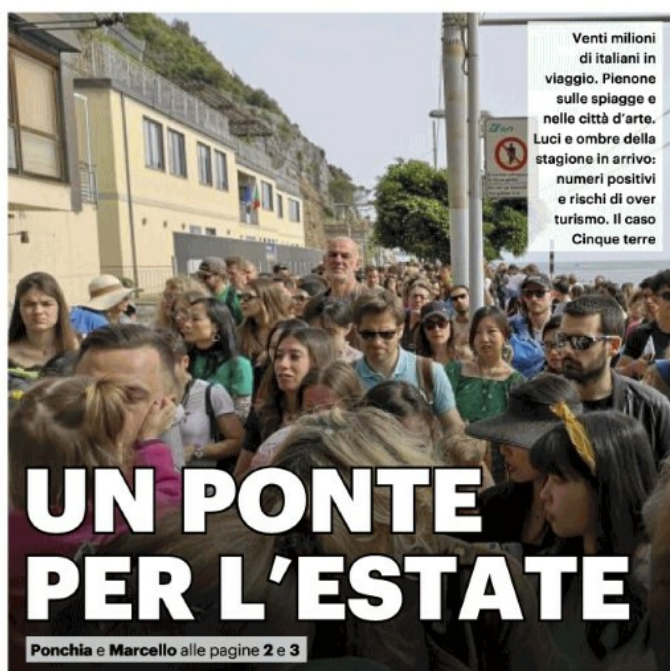 Venti milioni
di italiani in
viaggio. Pienone
sulle spiagge e
nelle città d'arte.
Luci e ombre della
stagione in arrivo:
numeri positivi
e rischi di over
turismo. Il caso
Cinque terre
UN PONTE
PER L'ESTATE
Ponchia e Marcello alle pagine 2 e 3